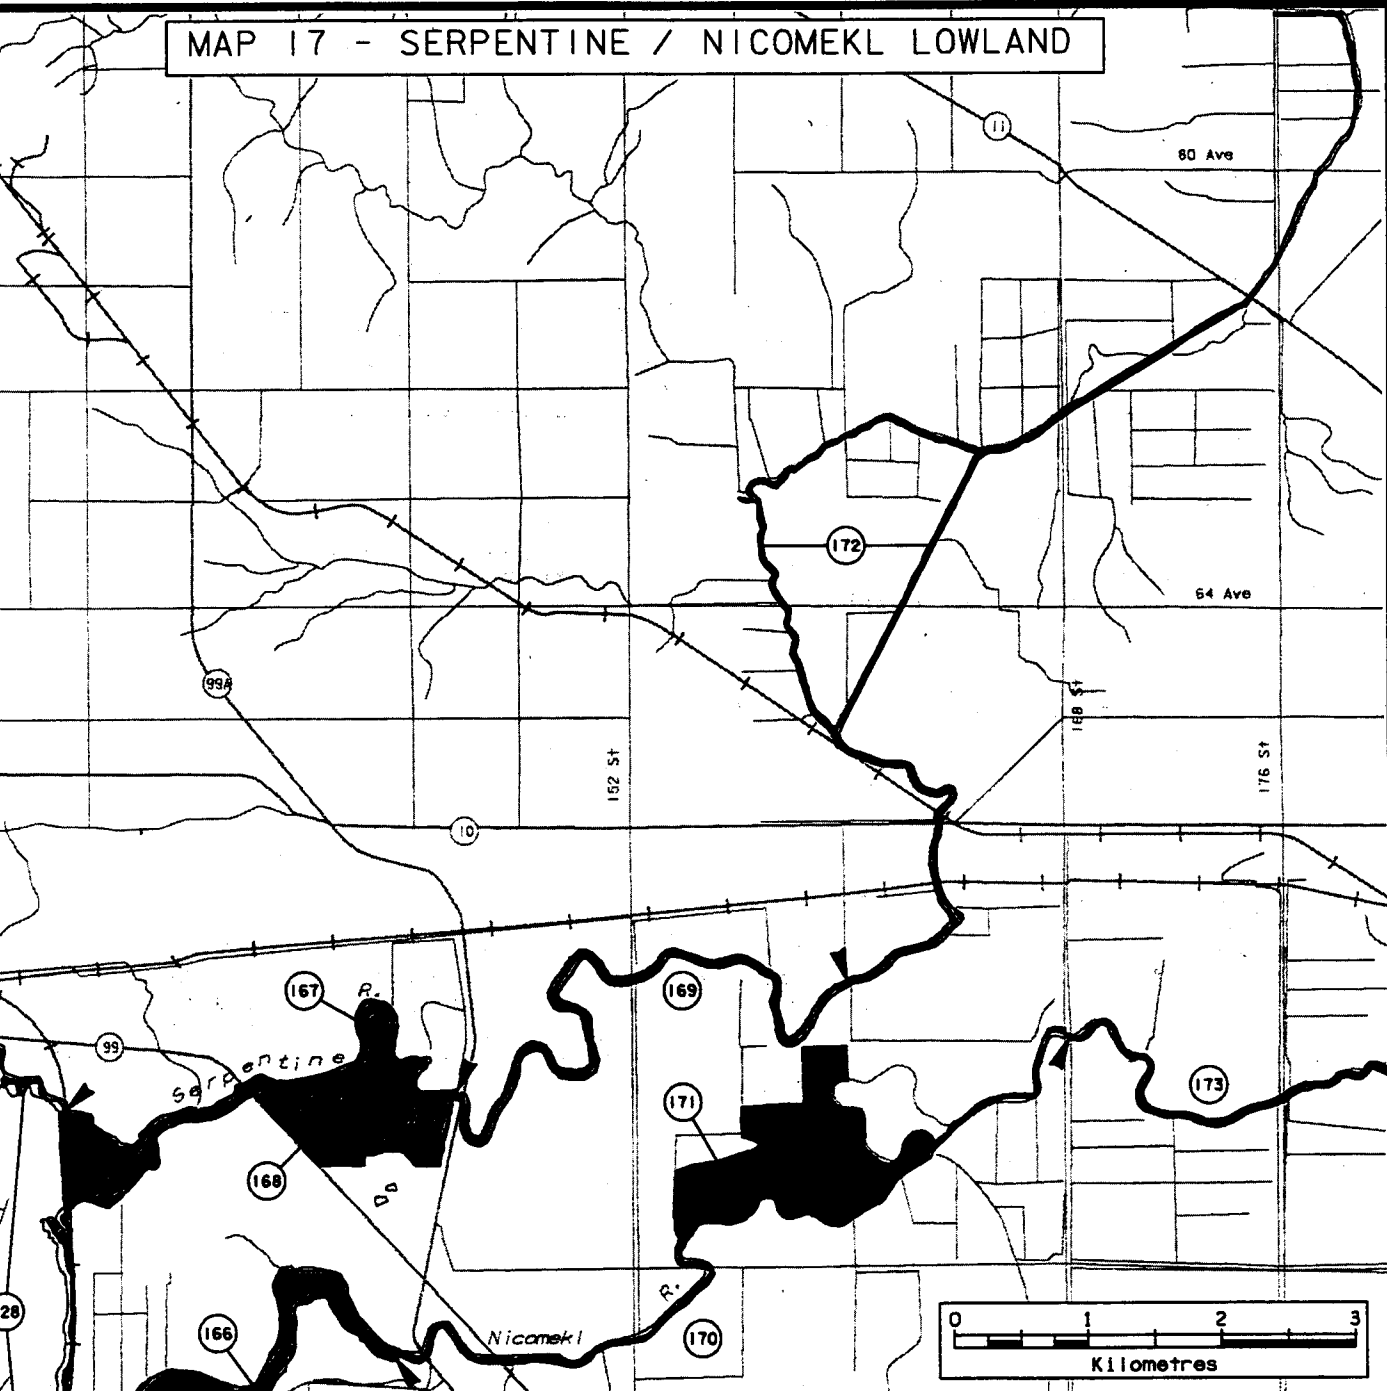 MAP 17 - SERPENTINE / NICOMEKL LOWLAND
11
60 Ave
172
64 Ave
99A
168 St
152 St
176 St
10
167
R.
169
99
Serpentine
173
171
168
R.
28
166
Nicomekl
170
0 1 2 3
Kilometres